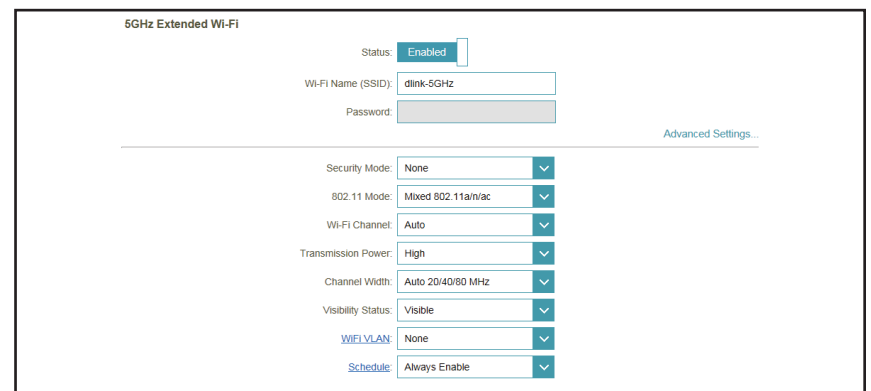 5GHz Extended Wi-Fi
Status: Enabled
Wi-Fi Name (SSID): dlink-5GHz
Password:
Advanced Settings...
Security Mode: None
802.11 Mode: Mixed 802.11a/n/ac
Wi-Fi Channel: Auto
Transmission Power: High
Channel Width: Auto 20/40/80 MHz
Visibility Status: Visible
WiFi VLAN: None
Schedule: Always Enable